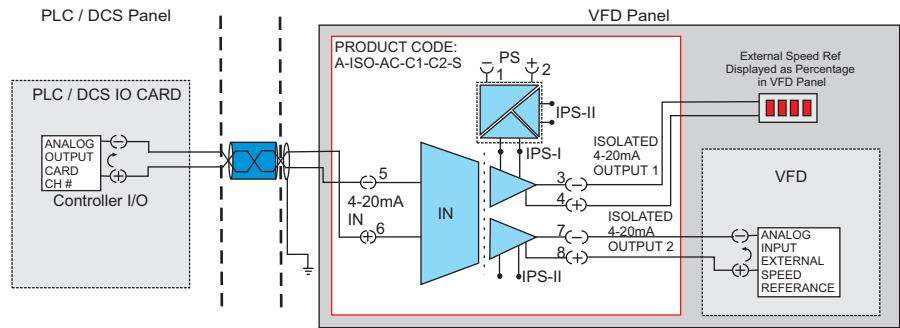 PLC / DCS Panel
VFD Panel
PRODUCT CODE:
A-ISO-AC-C1-C2-S
PS
1
2
IPS-II
IPS-I
External Speed Ref
Displayed as Percentage
in VFD Panel
PLC / DCS IO CARD
ANALOG
OUTPUT
CARD
CH #
Controller I/O
5
4-20mA
IN
6
IN
ISOLATED
4-20mA
OUTPUT 1
3
4
ISOLATED
4-20mA
OUTPUT 2
7
8
IPS-II
VFD
ANALOG
INPUT
EXTERNAL
SPEED
REFERANCE